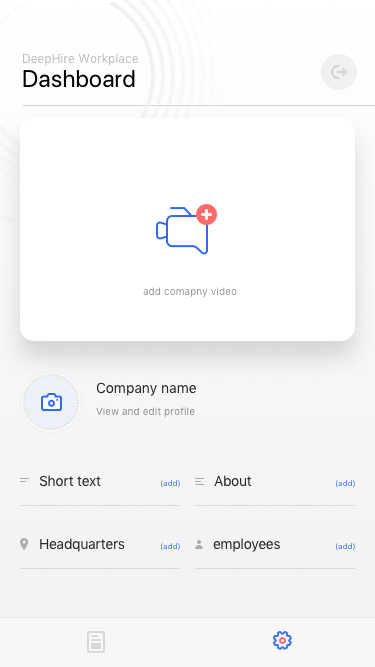 DeepHire Workplace
Dashboard
add comapny video
Company name
View and edit profile
Short text (add)
About (add)
Headquarters (add)
employees (add)